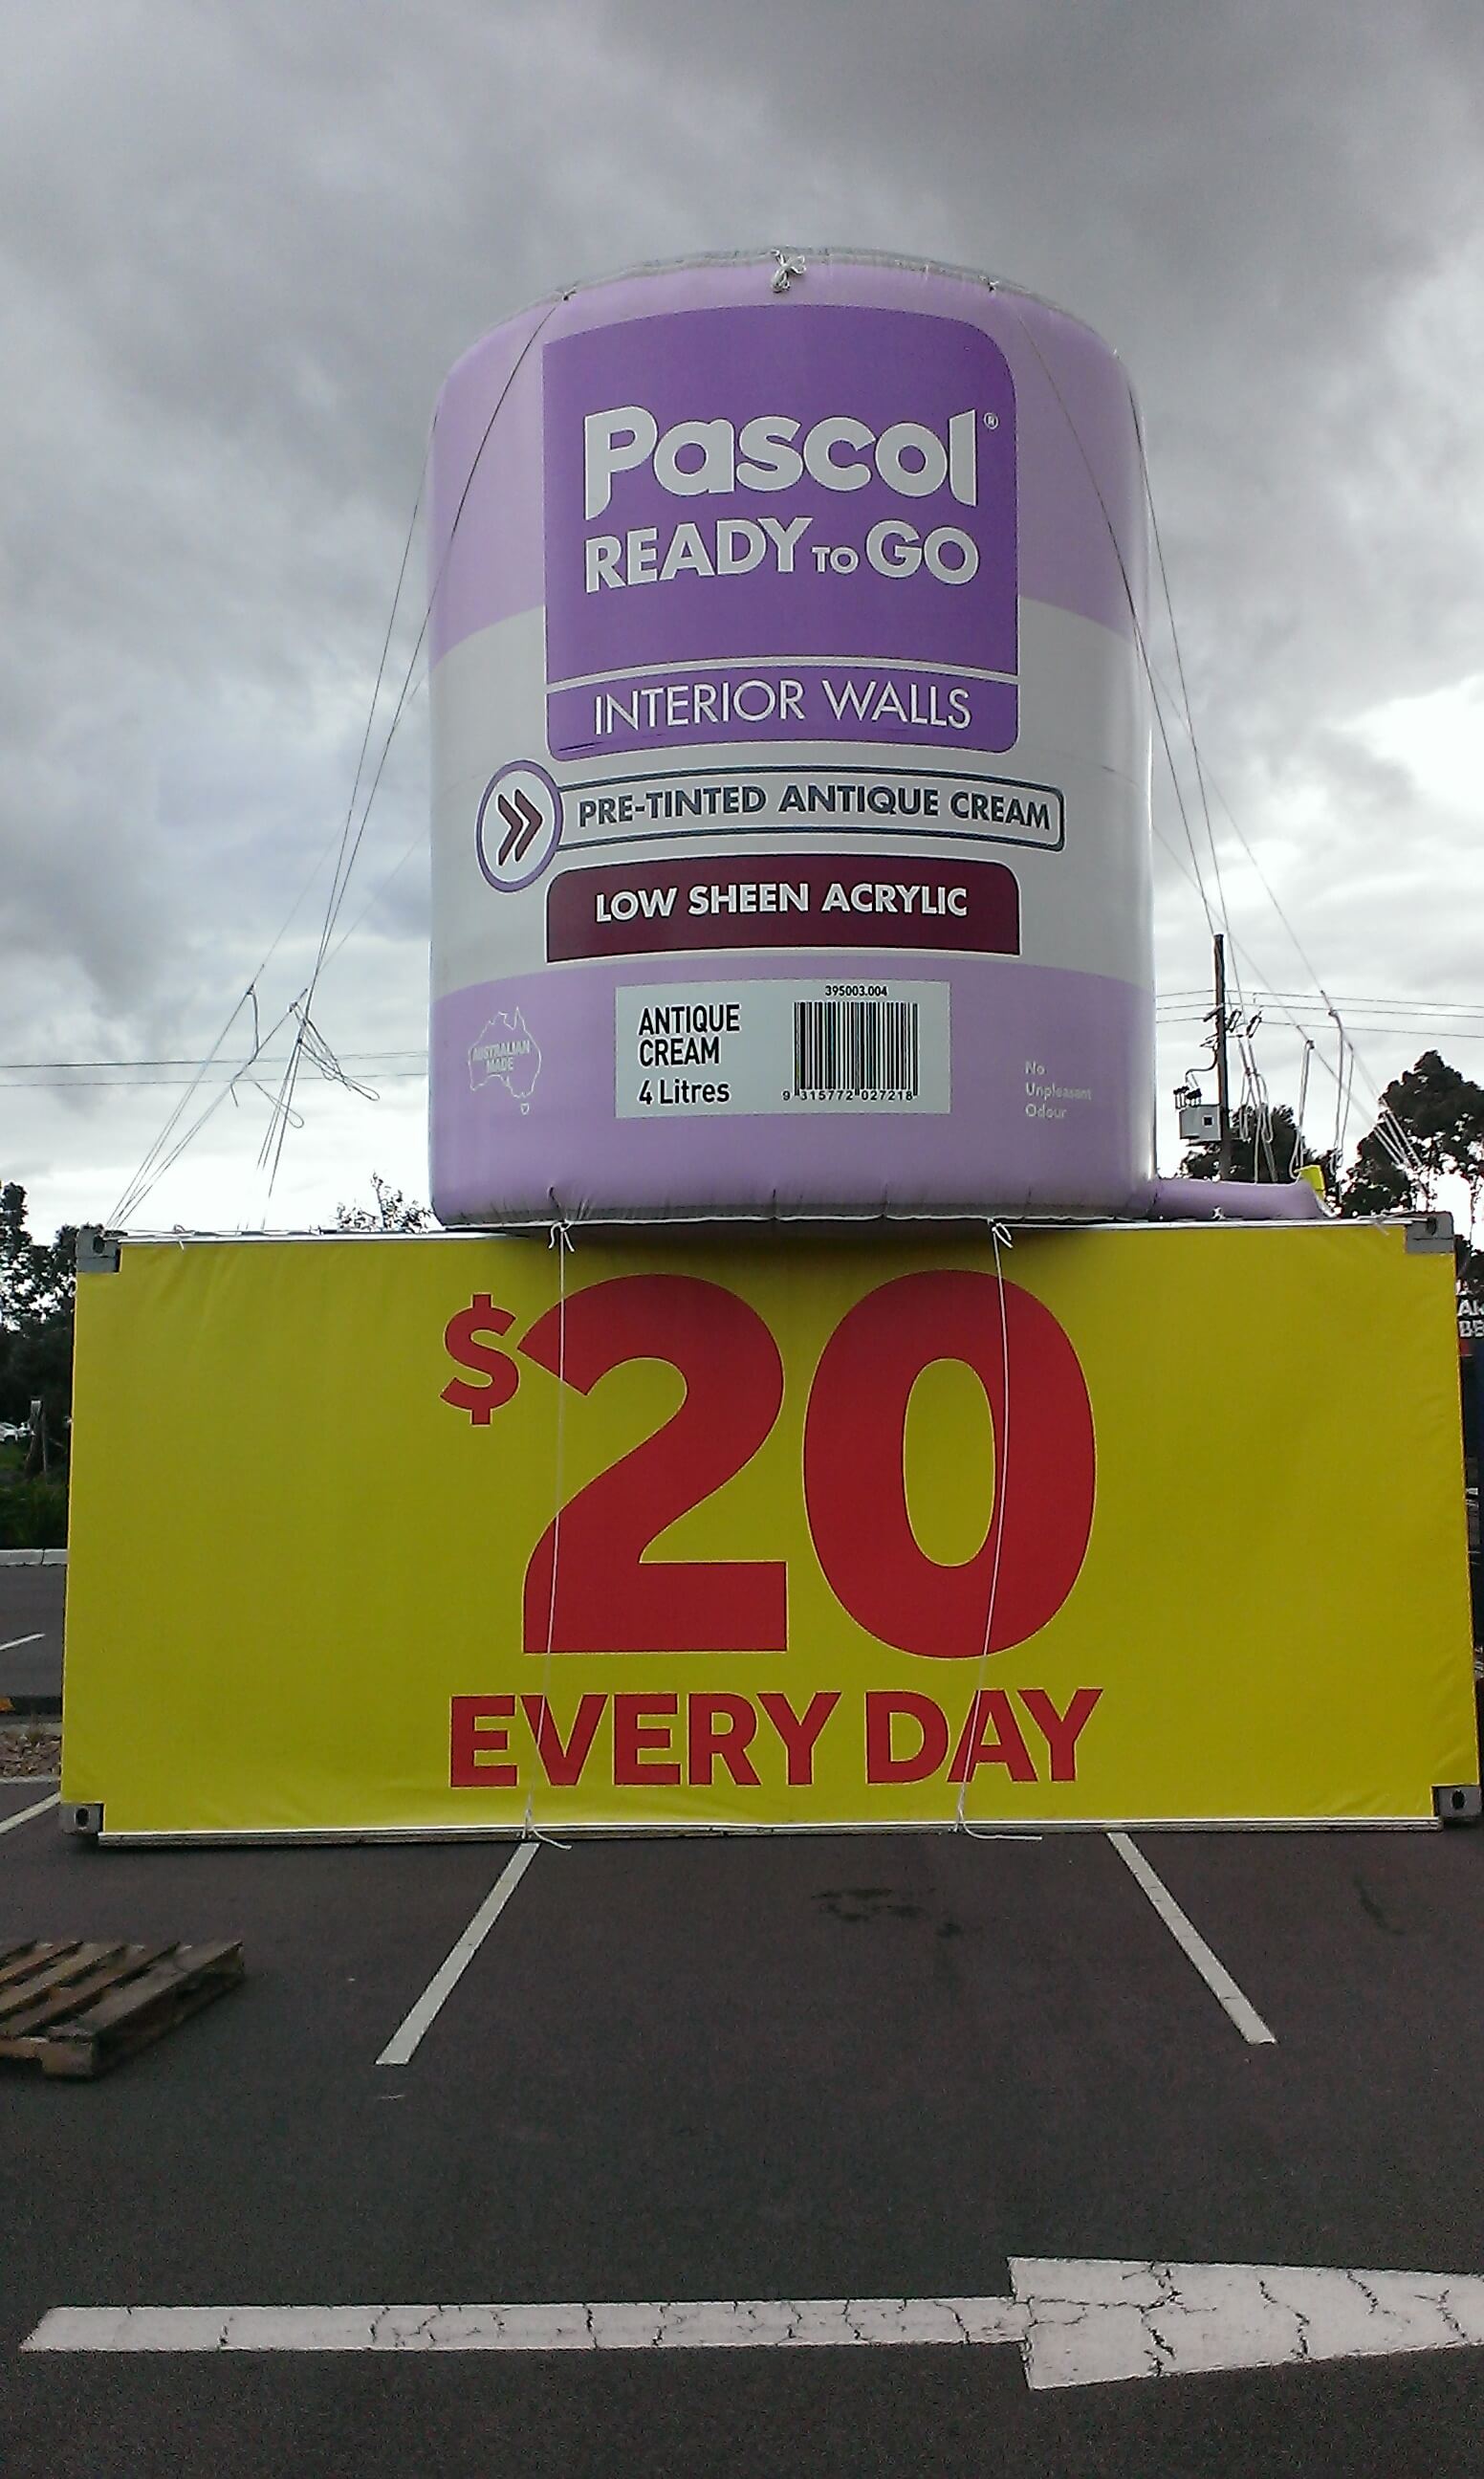 Pascol®
READY TO GO
INTERIOR WALLS
PRE-TINTED ANTIQUE CREAM
LOW SHEEN ACRYLIC
395003.004
ANTIQUE
CREAM
4 Litres
9 315772 027218
AUSTRALIAN
MADE
No
Unpleasant
Odour
$20
EVERY DAY